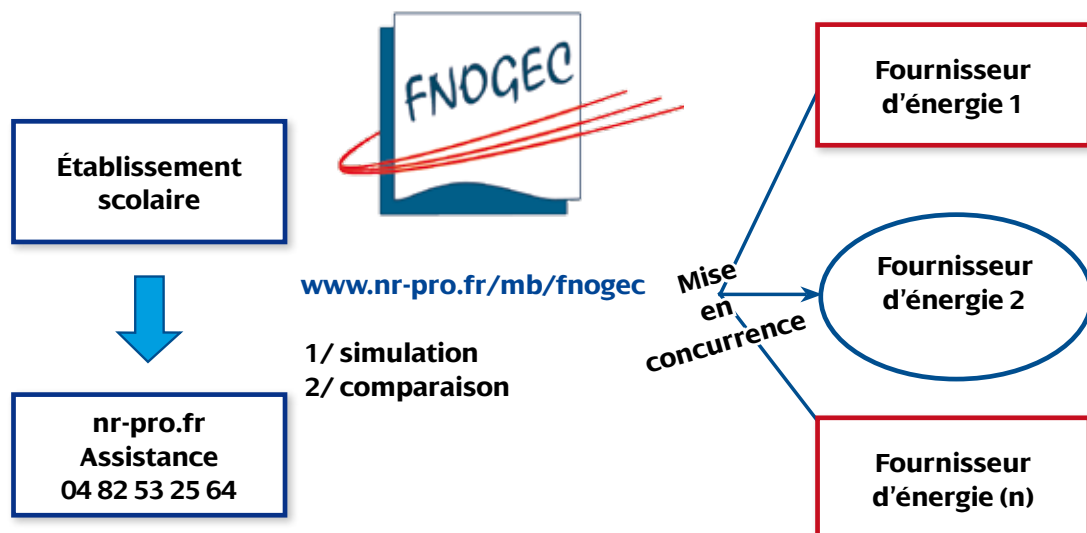 FNOGEC
Établissement
scolaire
nr-pro.fr
Assistance
04 82 53 25 64
www.nr-pro.fr/mb/fnogec
1/ simulation
2/ comparaison
Mise
en
concurrence
Fournisseur
d’énergie 1
Fournisseur
d’énergie 2
Fournisseur
d’énergie (n)